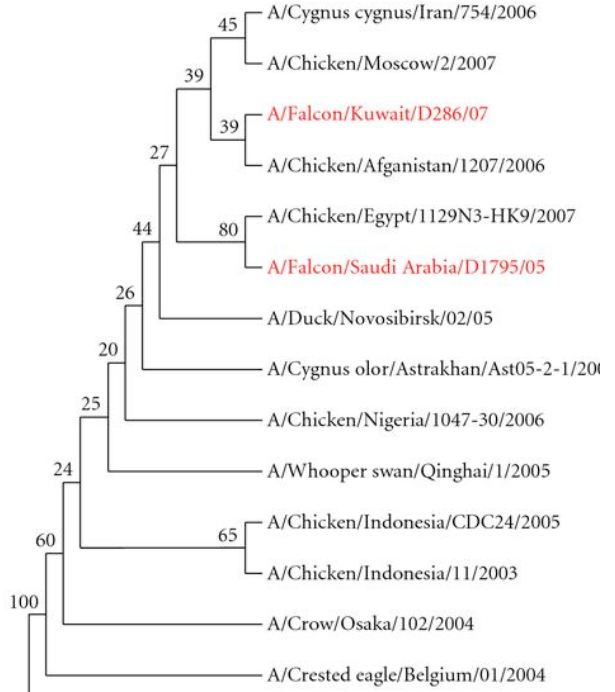 A/Cygnus cygnus/Iran/754/2006
45
A/Chicken/Moscow/2/2007
39
A/Falcon/Kuwait/D286/07
39
A/Chicken/Afganistan/1207/2006
27
A/Chicken/Egypt/1129N3-HK9/2007
80
44
A/Falcon/Saudi Arabia/D1795/05
26
A/Duck/Novosibirsk/02/05
20
A/Cygnus olor/Astrakhan/Ast05-2-1/200
25
A/Chicken/Nigeria/1047-30/2006
24
A/Whooper swan/Qinghai/1/2005
A/Chicken/Indonesia/CDC24/2005
65
60
A/Chicken/Indonesia/11/2003
100
A/Crow/Osaka/102/2004
A/Crested eagle/Belgium/01/2004